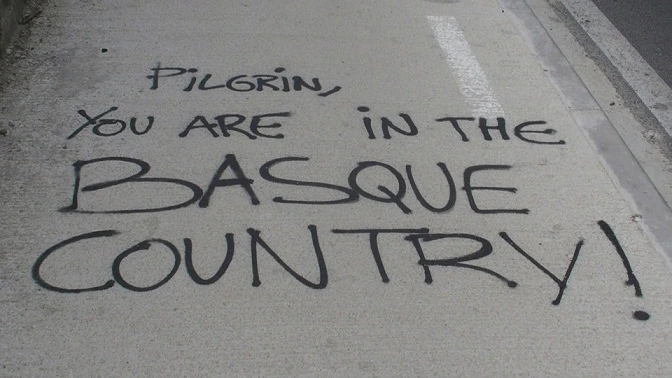 PiLGRiN,
YOU ARE iN THE
BASQUE
COUNTRY!